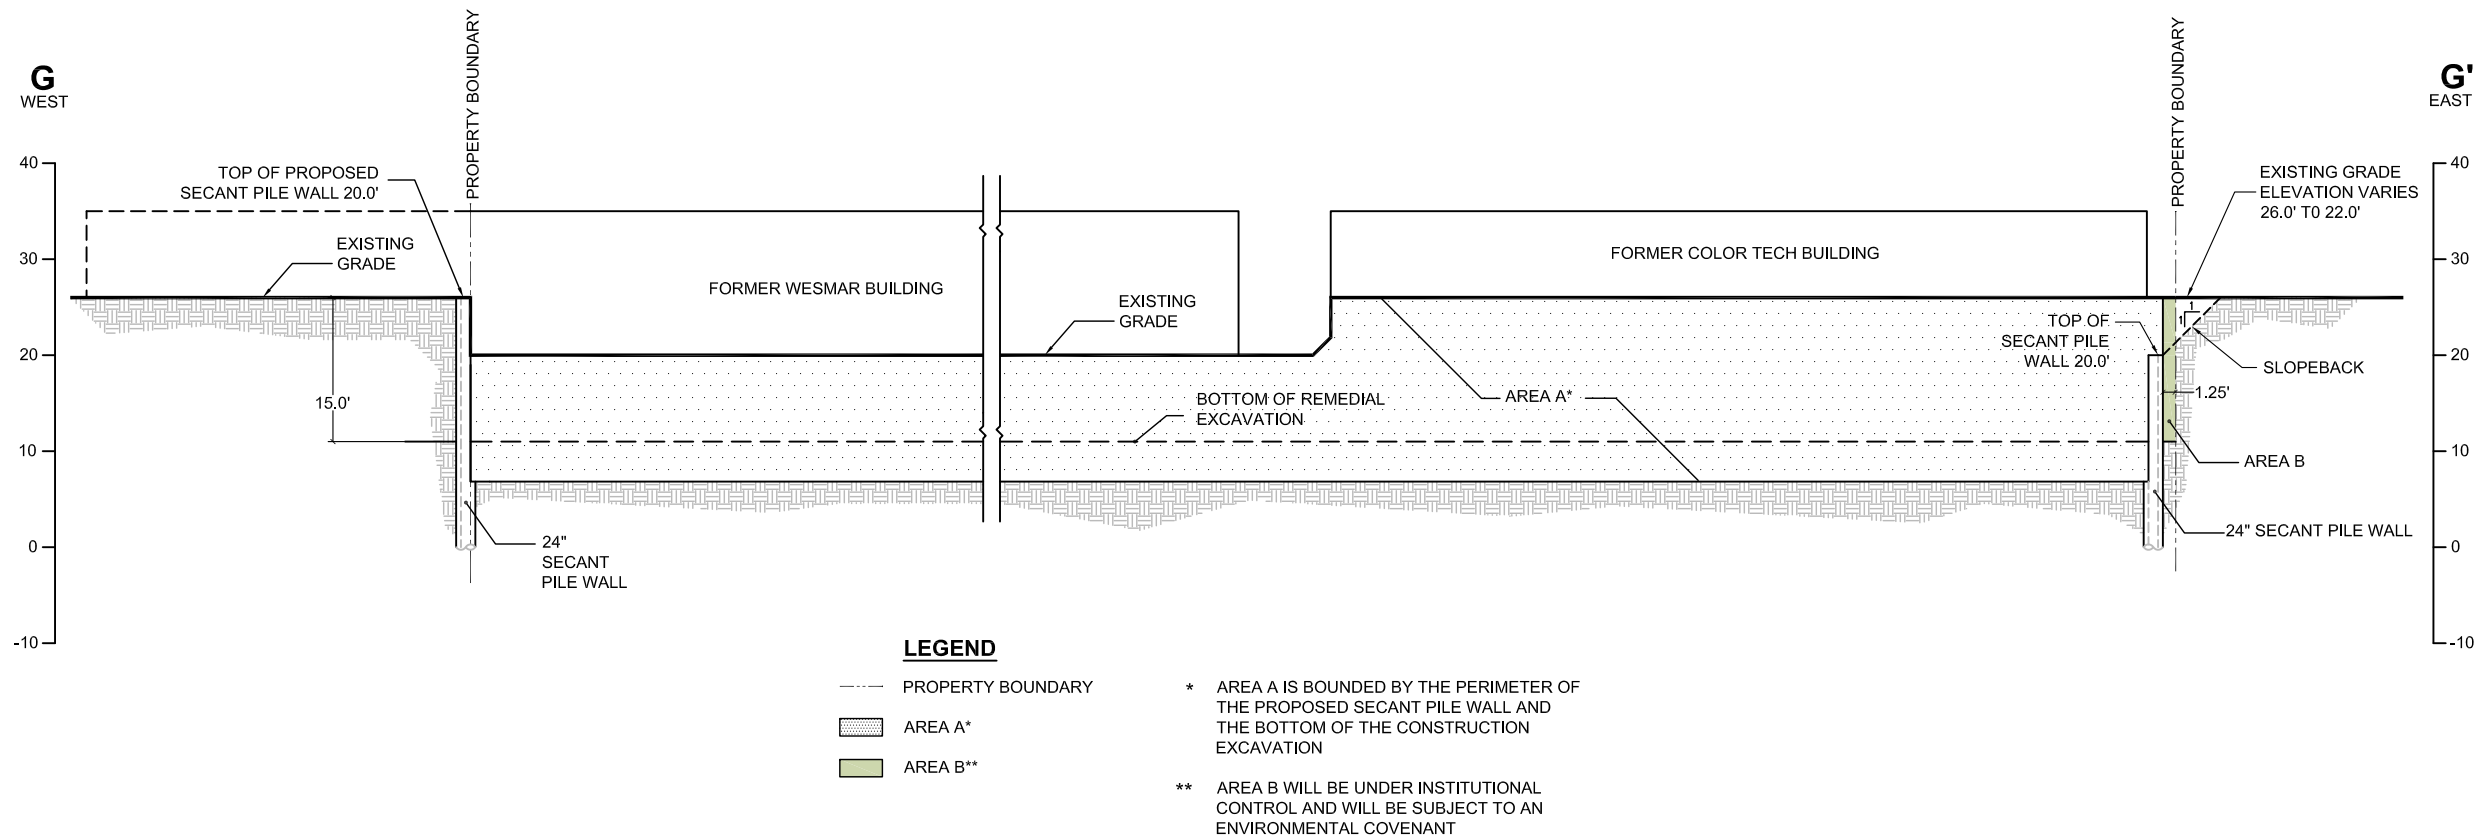 G
WEST
PROPERTY BOUNDARY
PROPERTY BOUNDARY
G'
EAST
40
30
20
10
0
-10
TOP OF PROPOSED
SECANT PILE WALL 20.0'
EXISTING
GRADE
FORMER WESMAR BUILDING
EXISTING
GRADE
FORMER COLOR TECH BUILDING
EXISTING GRADE
ELEVATION VARIES
26.0' T0 22.0'
40
30
20
10
0
-10
1
1
TOP OF
SECANT PILE
WALL 20.0'
SLOPEBACK
15.0'
BOTTOM OF REMEDIAL
EXCAVATION
AREA A*
1.25'
AREA B
24"
SECANT
PILE WALL
24" SECANT PILE WALL
LEGEND
PROPERTY BOUNDARY
AREA A*
AREA B**
* AREA A IS BOUNDED BY THE PERIMETER OF
THE PROPOSED SECANT PILE WALL AND
THE BOTTOM OF THE CONSTRUCTION
EXCAVATION
** AREA B WILL BE UNDER INSTITUTIONAL
CONTROL AND WILL BE SUBJECT TO AN
ENVIRONMENTAL COVENANT